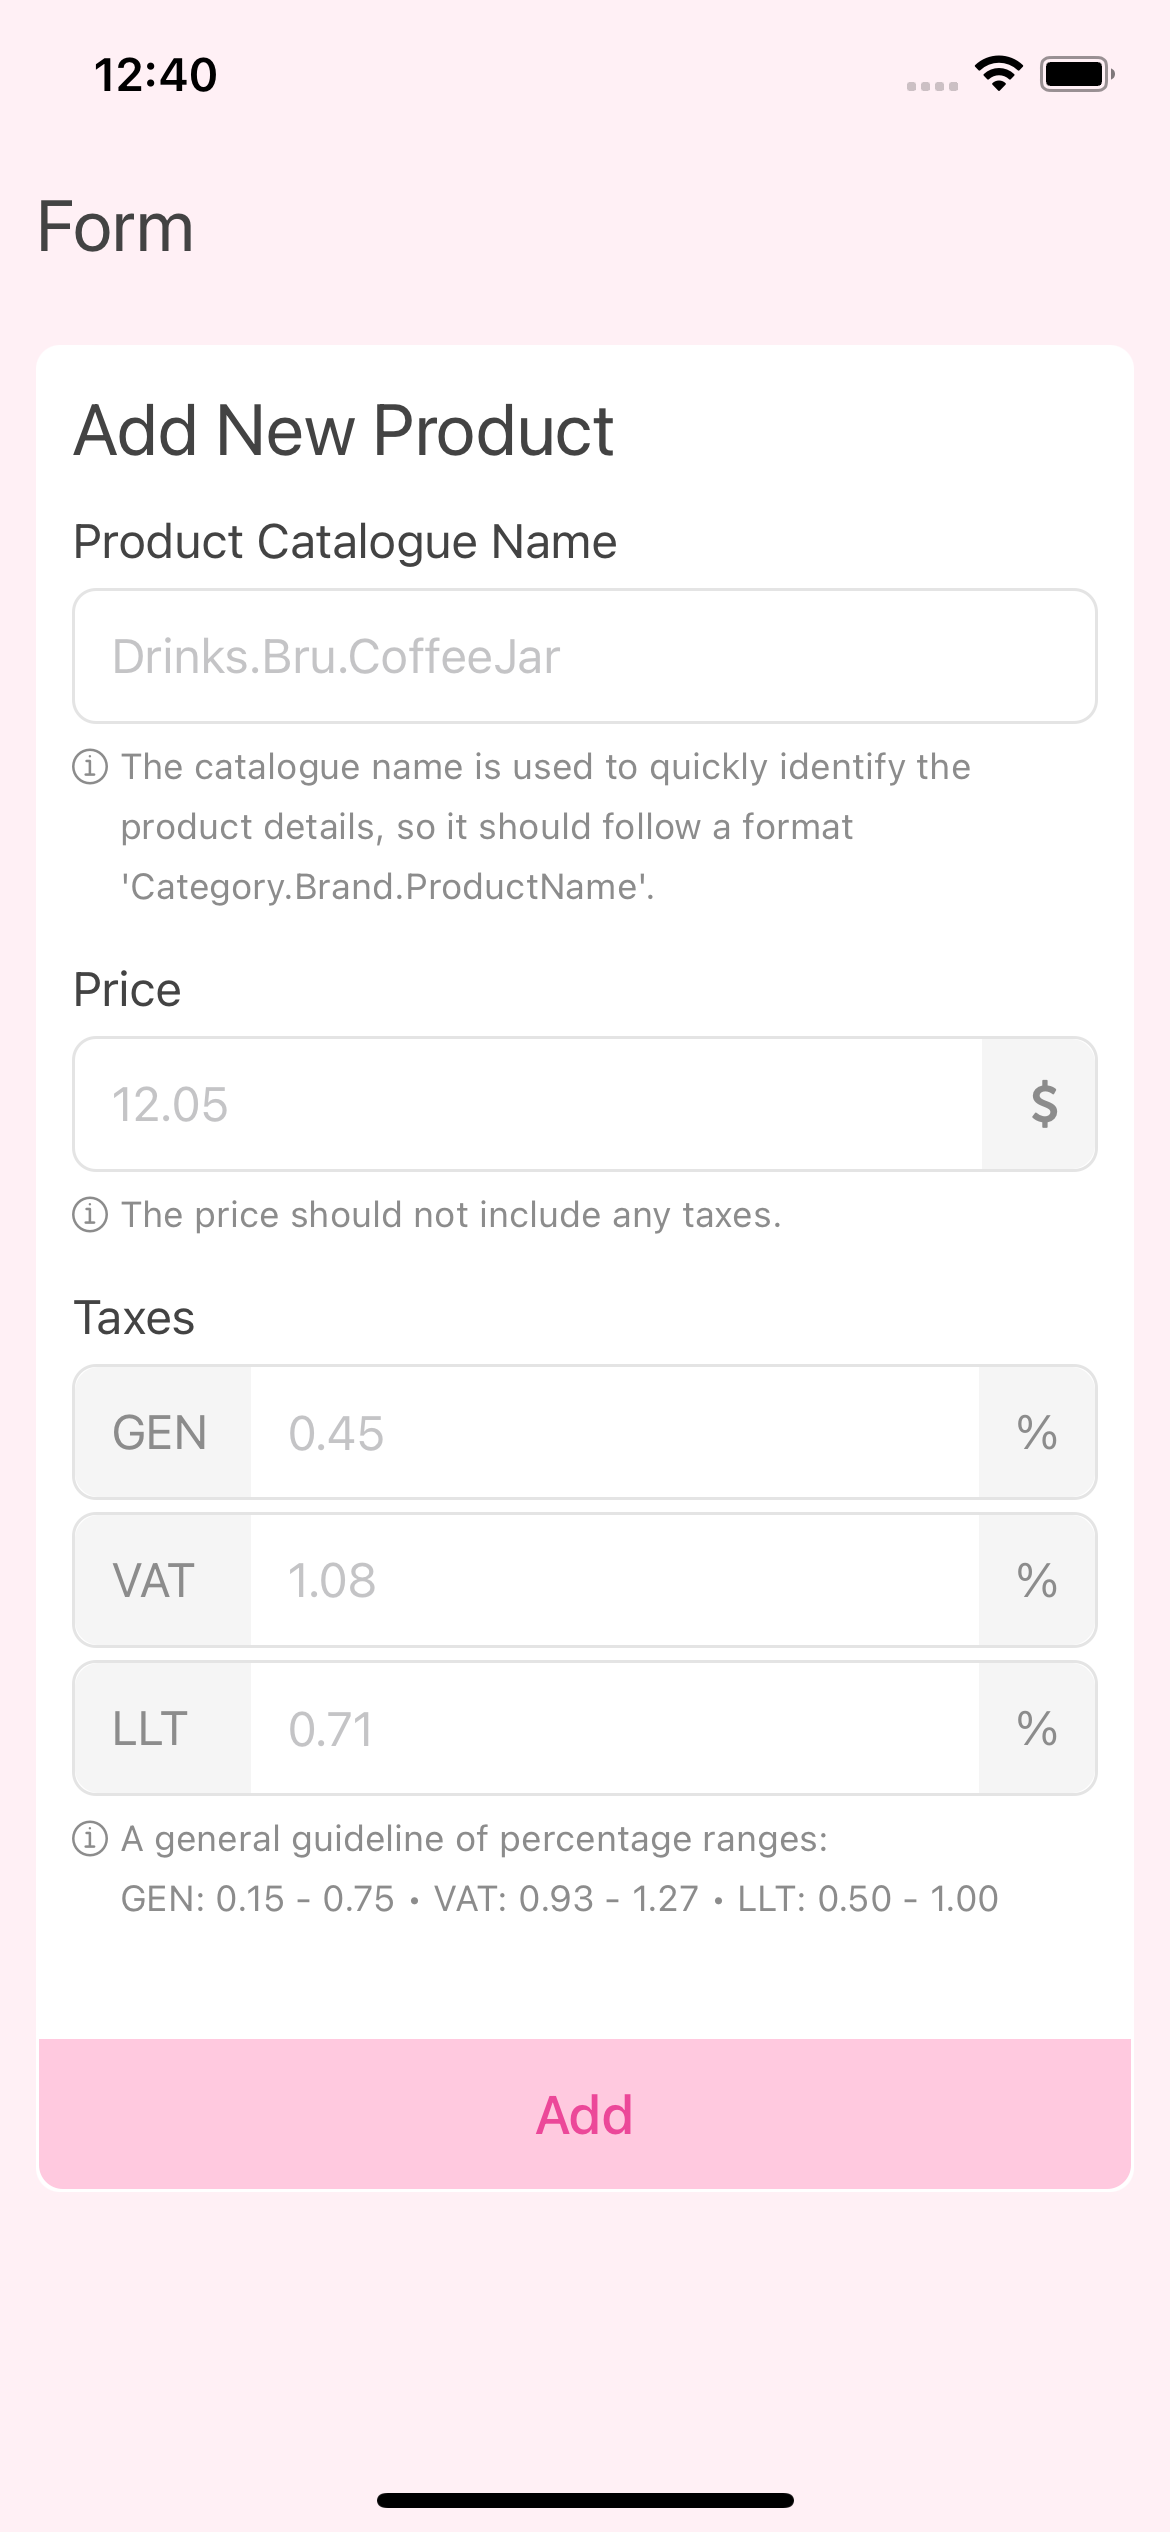 12:40
Form
Add New Product
Product Catalogue Name
Drinks.Bru.CoffeeJar
The catalogue name is used to quickly identify the
product details, so it should follow a format
'Category.Brand.ProductName'.
Price
12.05 $
The price should not include any taxes.
Taxes
GEN 0.45 %
VAT 1.08 %
LLT 0.71 %
A general guideline of percentage ranges:
GEN: 0.15 - 0.75 • VAT: 0.93 - 1.27 • LLT: 0.50 - 1.00
Add